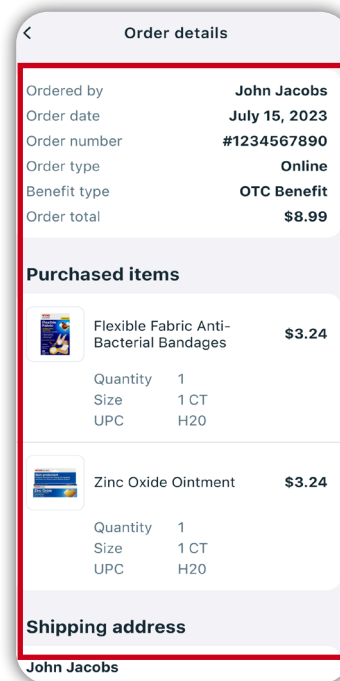 Order details
Ordered by John Jacobs
Order date July 15, 2023
Order number #1234567890
Order type Online
Benefit type OTC Benefit
Order total $8.99
Purchased items
Flexible Fabric Anti-
Bacterial Bandages $3.24
Quantity 1
Size 1 CT
UPC H20
Zinc Oxide Ointment $3.24
Quantity 1
Size 1 CT
UPC H20
Shipping address
John Jacobs